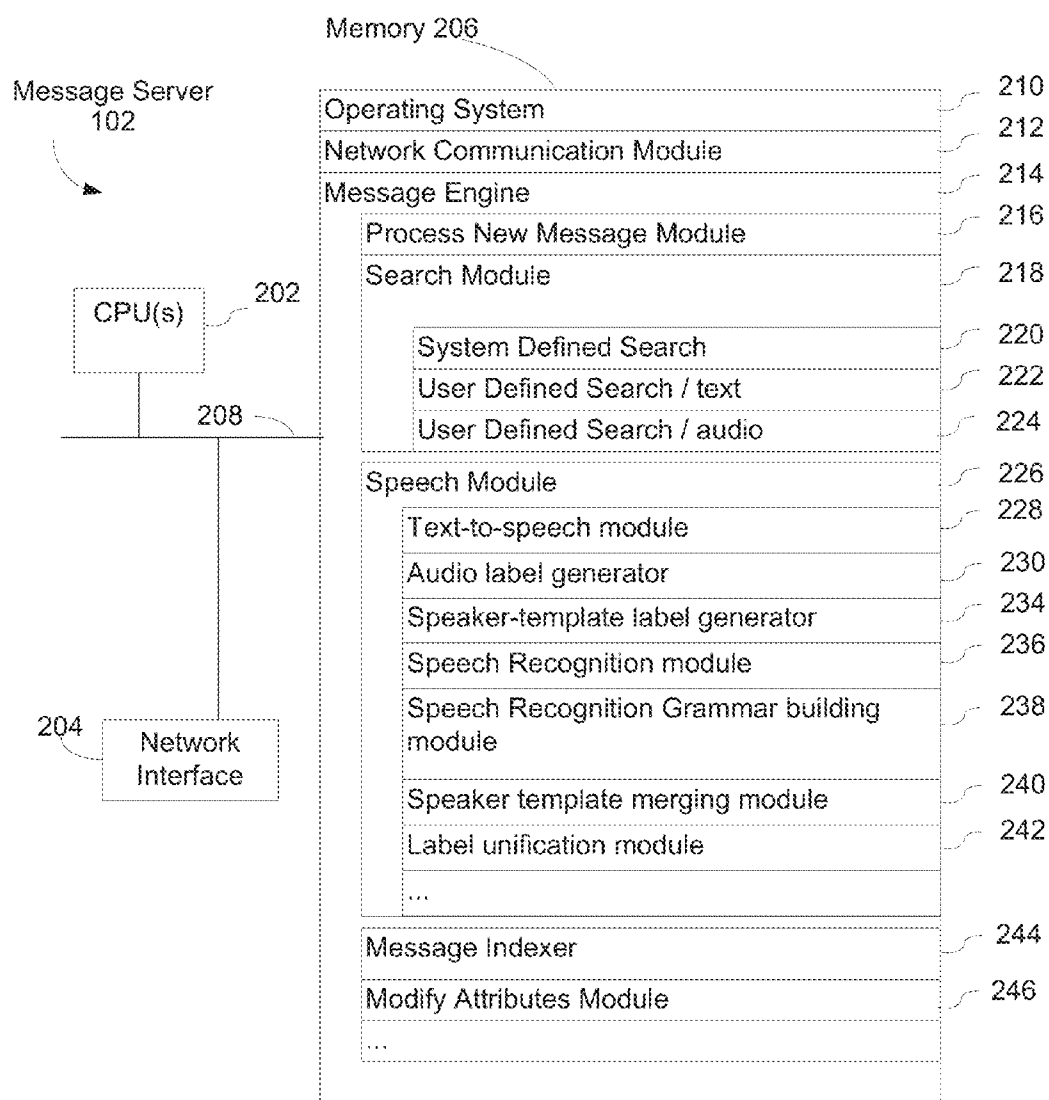 Memory 206
Message Server
102
Operating System 210
Network Communication Module 212
Message Engine 214
Process New Message Module 216
Search Module 218
CPU(s) 202
System Defined Search 220
User Defined Search / text 222
208
User Defined Search / audio 224
Speech Module 226
Text-to-speech module 228
Audio label generator 230
Speaker-template label generator 234
Speech Recognition module 236
Speech Recognition Grammar building 238
module
204
Network
Interface
Speaker template merging module 240
Label unification module 242
...
Message Indexer 244
Modify Attributes Module 246
...